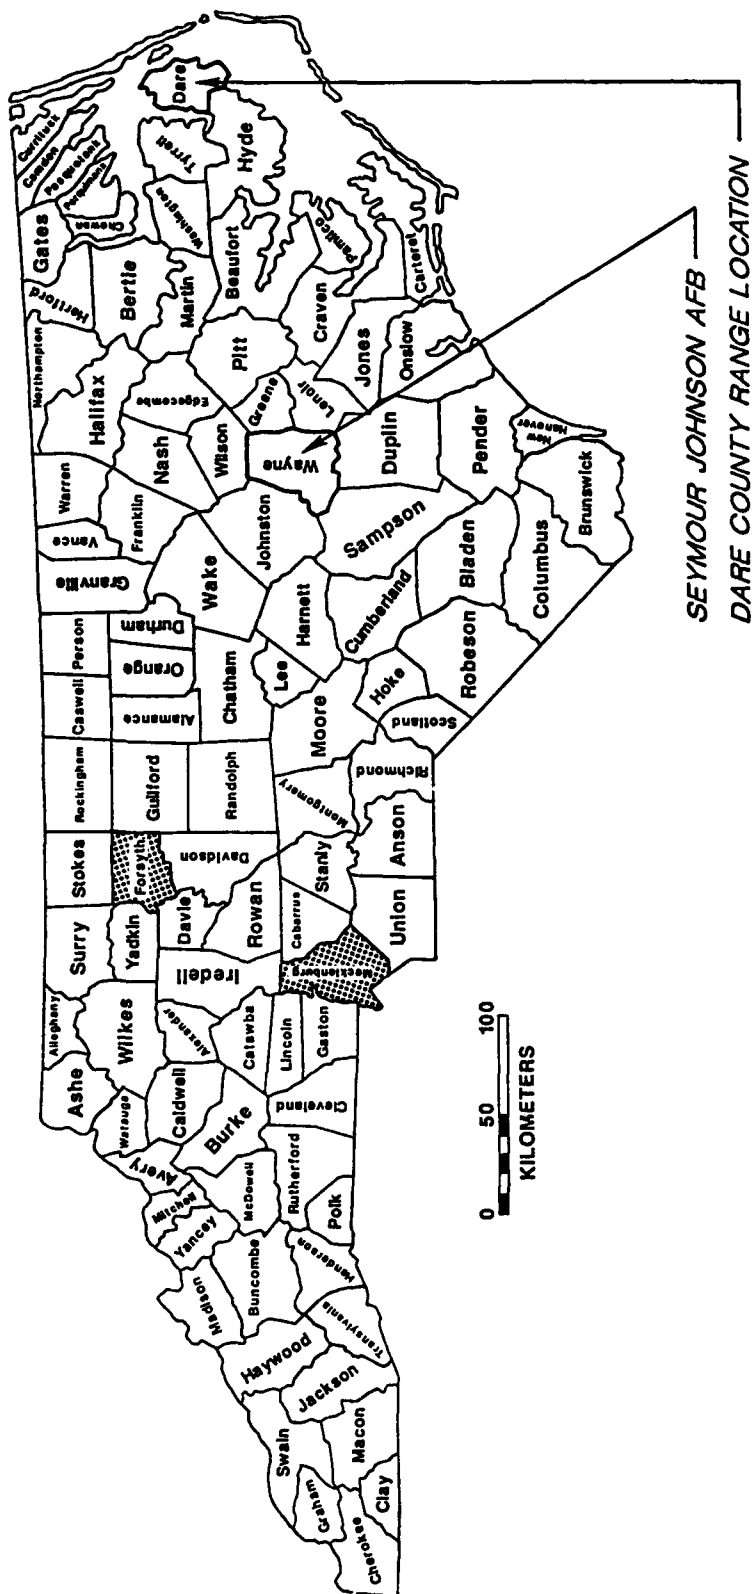 Cherokee
Graham
Swain
Clay
Macon
Jackson
Haywood
Transylvania
Madison
Buncombe
Henderson
Yancey
Mitchell
McDowell
Rutherford
Polk
Avery
Burke
Cleveland
Watauga
Caldwell
Ashe
Alleghany
Wilkes
Alexander
Catawba
Lincoln
Gaston
Iredell
Mecklenburg
Surry
Yadkin
Davie
Rowan
Cabarrus
Union
Stokes
Forsyth
Davidson
Stanly
Anson
Rockingham
Guilford
Randolph
Montgomery
Richmond
Caswell
Alamance
Chatham
Moore
Scotland
Hoke
Person
Orange
Durham
Lee
Harnett
Cumberland
Robeson
Granville
Wake
Vance
Warren
Franklin
Johnston
Sampson
Bladen
Columbus
Brunswick
Northampton
Halifax
Nash
Wilson
Wayne
Duplin
Pender
New
Hanover
Edgecombe
Greene
Lenoir
Jones
Onslow
Hertford
Bertie
Martin
Pitt
Craven
Carteret
Gates
Chowan
Perquimans
Pasquotank
Camden
Currituck
Washington
Tyrrell
Beaufort
Pamlico
Hyde
Dare
0 50 100
KILOMETERS
SEYMOUR JOHNSON AFB
DARE COUNTY RANGE LOCATION